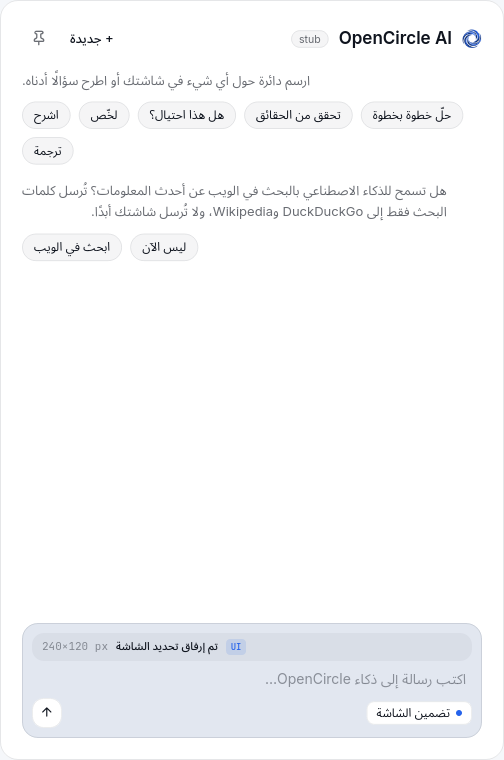 OpenCircle AI stub + جديدة
ارسم دائرة حول أي شيء في شاشتك أو اطرح سؤالًا أدناه.
حلّ خطوة بخطوة تحقق من الحقائق هل هذا احتيال؟ لخّص اشرح
ترجمة
هل تسمح للذكاء الاصطناعي بالبحث في الويب عن أحدث المعلومات؟ تُرسل كلمات
البحث فقط إلى DuckDuckGo وWikipedia، ولا تُرسل شاشتك أبدًا.
ليس الآن ابحث في الويب
UI تم إرفاق تحديد الشاشة 240×120 px
اكتب رسالة إلى ذكاء OpenCircle...
تضمين الشاشة